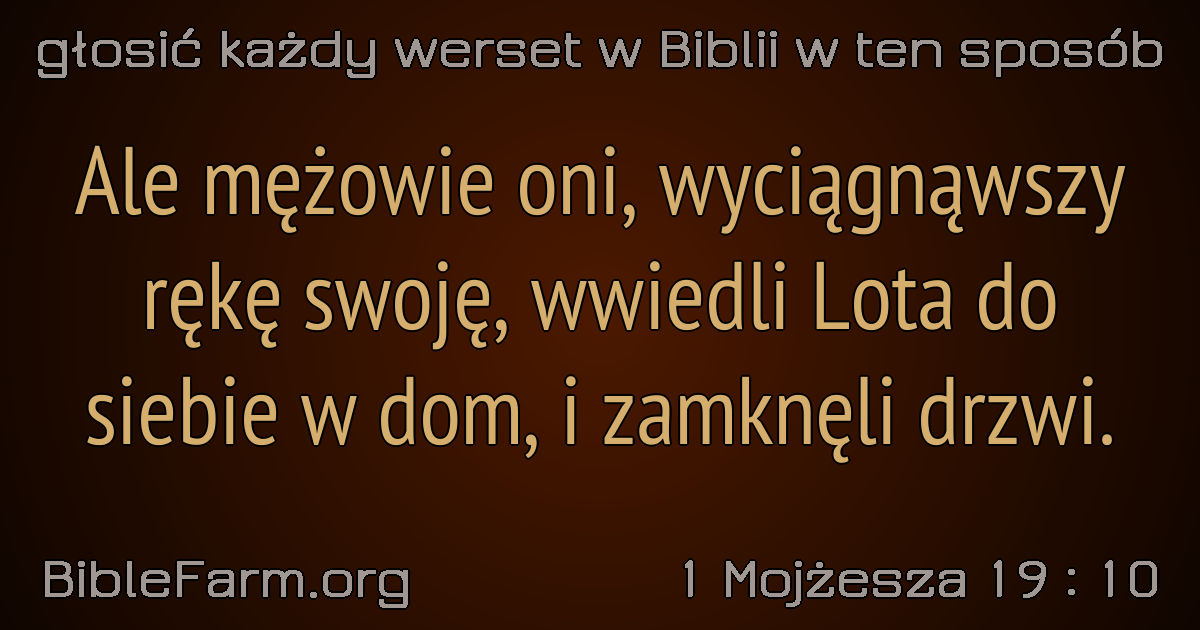 głosić każdy werset w Biblii w ten sposób
Ale mężowie oni, wyciągnąwszy
rękę swoję, wwiedli Lota do
siebie w dom, i zamknęli drzwi.
BibleFarm.org
1 Mojżesza 19 : 10